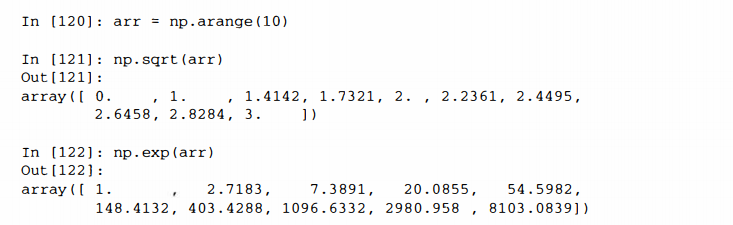 In [120]: arr = np.arange(10)
In [121]: np.sqrt(arr)
Out[121]:
array([ 0.    , 1.    , 1.4142, 1.7321, 2. , 2.2361, 2.4495,
        2.6458, 2.8284, 3.    ])
In [122]: np.exp(arr)
Out[122]:
array([ 1.      ,   2.7183,    7.3891,   20.0855,   54.5982,
        148.4132, 403.4288, 1096.6332, 2980.958 , 8103.0839])